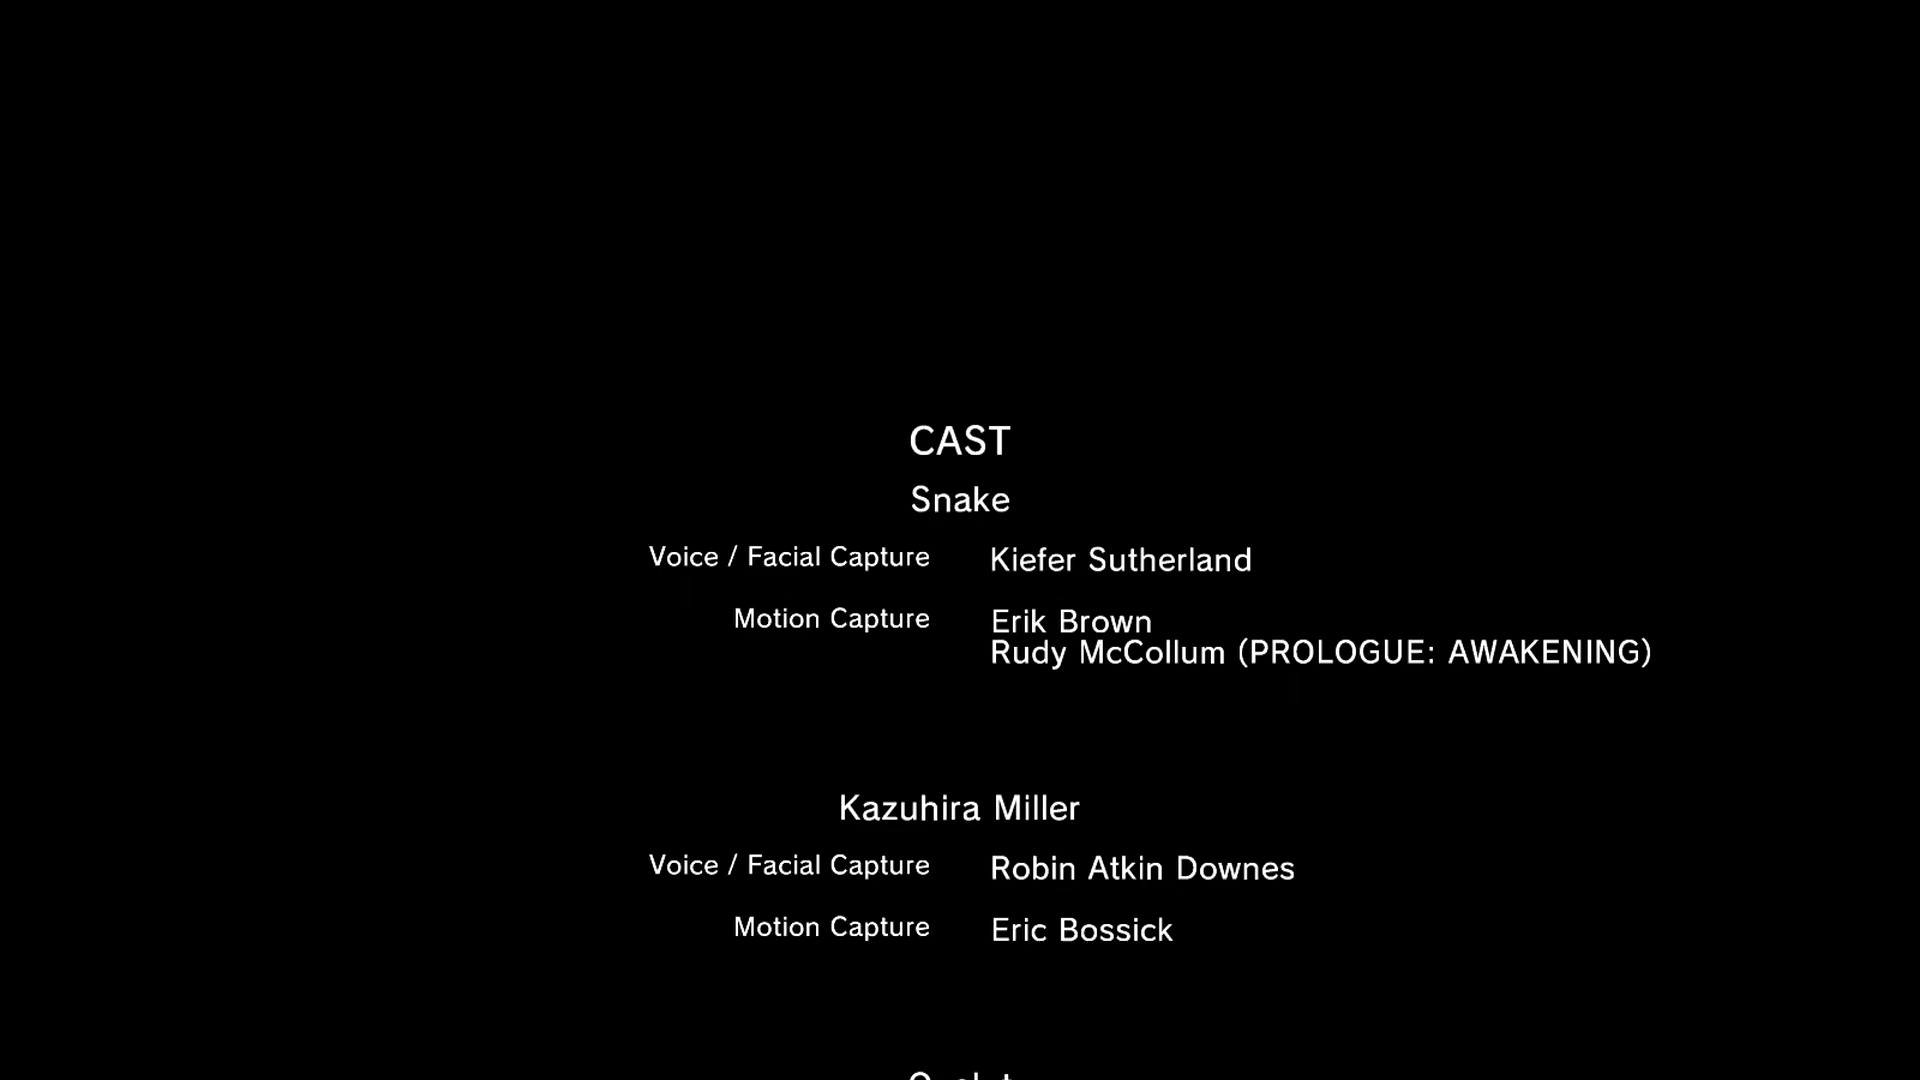 CAST
Snake
Voice / Facial Capture Kiefer Sutherland
Motion Capture Erik Brown
Rudy McCollum (PROLOGUE: AWAKENING)
Kazuhira Miller
Voice / Facial Capture Robin Atkin Downes
Motion Capture Eric Bossick